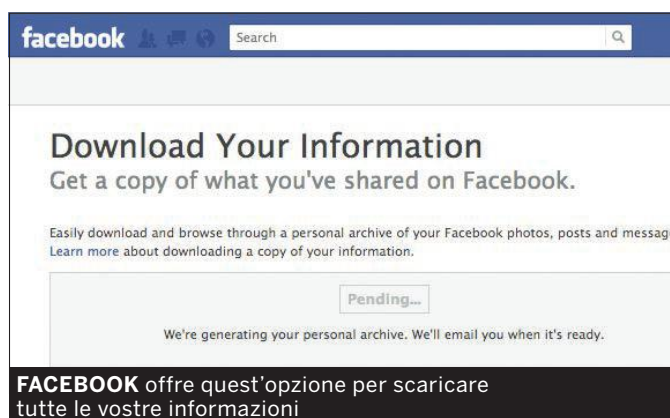 facebook Search
Download Your Information
Get a copy of what you've shared on Facebook.
Easily download and browse through a personal archive of your Facebook photos, posts and messag
Learn more about downloading a copy of your information.
Pending...
We're generating your personal archive. We'll email you when it's ready.
FACEBOOK offre quest'opzione per scaricare
tutte le vostre informazioni